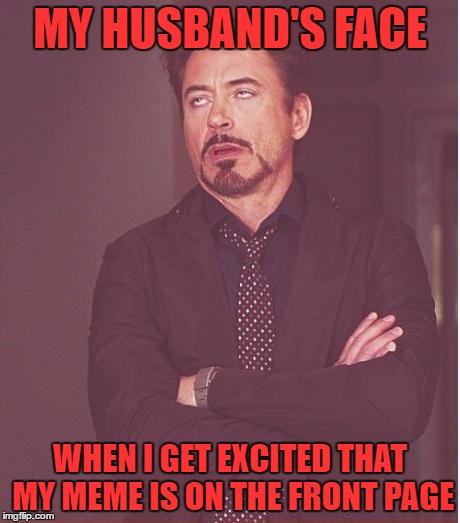 MY HUSBAND'S FACE
WHEN I GET EXCITED THAT
MY MEME IS ON THE FRONT PAGE
imgflip.com